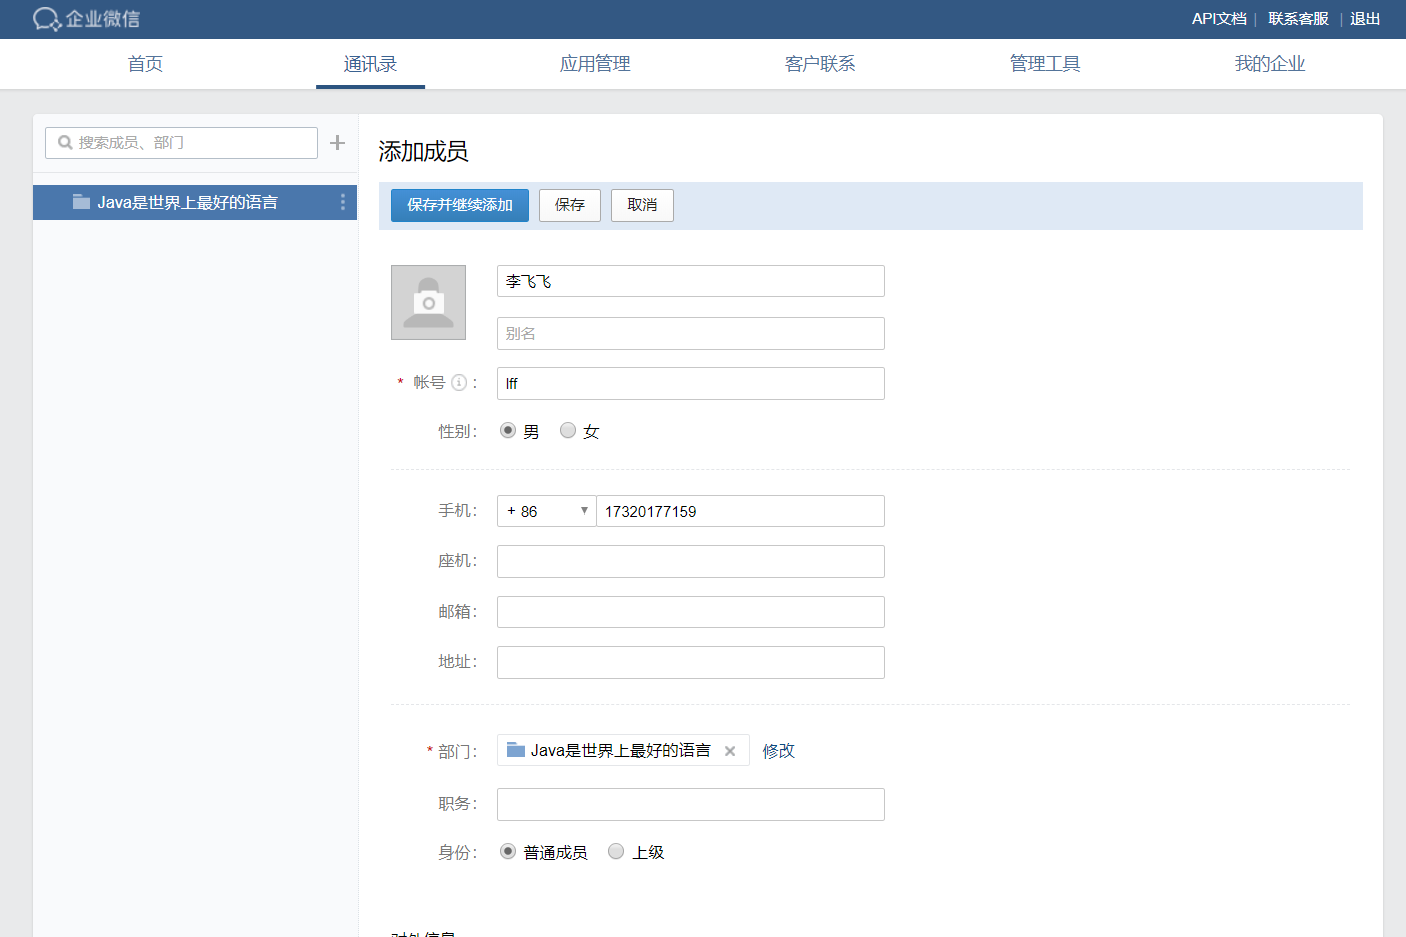 企业微信
API文档 | 联系客服 | 退出
首页 通讯录 应用管理 客户联系 管理工具 我的企业
搜索成员、部门
Java是世界上最好的语言
添加成员
保存并继续添加 保存 取消
李飞飞
别名
* 帐号 : lff
性别: 男 女
手机: + 86 17320177159
座机:
邮箱:
地址:
* 部门: Java是世界上最好的语言 × 修改
职务:
身份: 普通成员 上级
对外信息